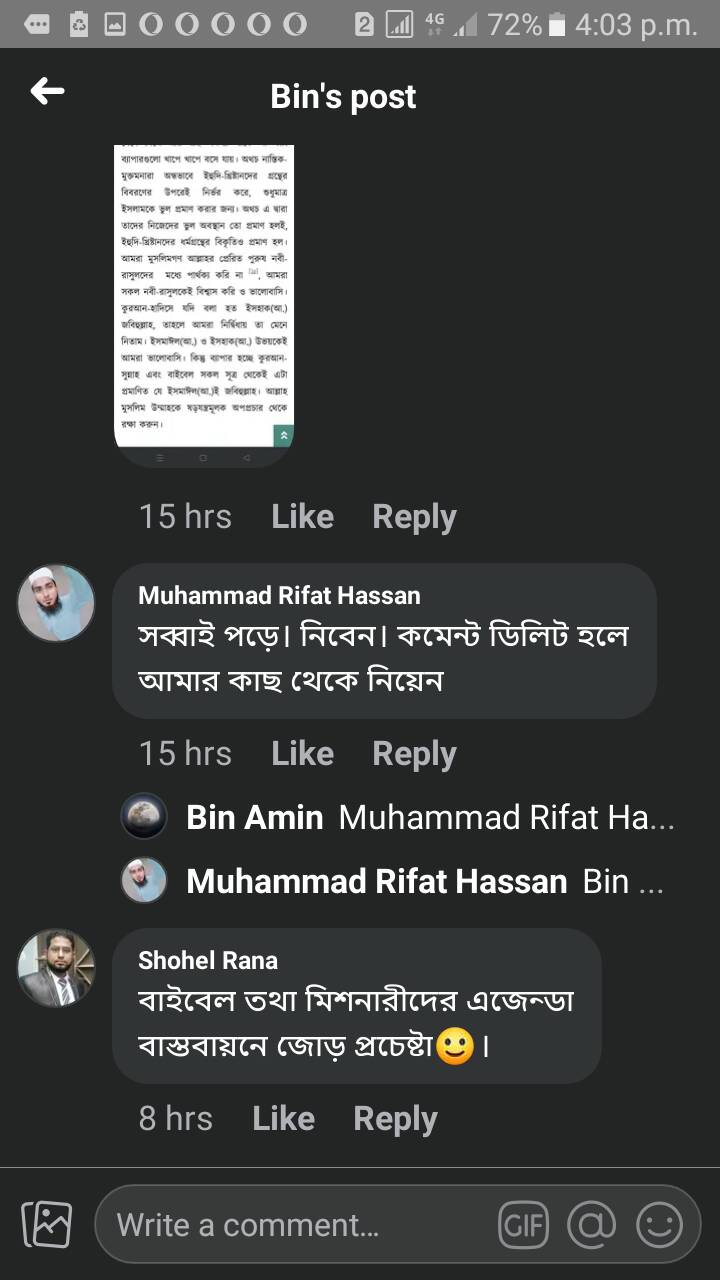 2 4G 72% 4:03 p.m.
Bin's post
ব্যাপারগুলো খাপে খাপে বসে যায়। অথচ নাস্তিক-
মুক্তমনারা অন্ধভাবে ইহুদি-খ্রিষ্টানদের গ্রন্থের
বিবরণের উপরেই নির্ভর করে, শুধুমাত্র
ইসলামকে ভুল প্রমাণ করার জন্য। অথচ এ দ্বারা
তাদের নিজেদের ভুল অবস্থান তো প্রমাণ হলই,
ইহুদি-খ্রিষ্টানদের ধর্মগ্রন্থের বিকৃতিও প্রমাণ হল।
আমরা মুসলিমগণ আল্লাহর প্রেরিত পুরুষ নবী-
রাসুলদের মধ্যে পার্থক্য করি না , আমরা
সকল নবী-রাসুলকেই বিশ্বাস করি ও ভালোবাসি।
কুরআন-হাদিসে যদি বলা হত ইসহাক(আ.)
জবিহুল্লাহ, তাহলে আমরা নির্দ্বিধায় তা মেনে
নিতাম। ইসমাঈল(আ.) ও ইসহাক(আ.) উভয়কেই
আমরা ভালোবাসি। কিন্তু ব্যাপার হচ্ছে কুরআন-
সুন্নাহ এবং বাইবেল সকল সূত্র থেকেই এটা
প্রমাণিত যে ইসমাঈল(আ.)ই জবিহুল্লাহ। আল্লাহ
মুসলিম উম্মাহকে ষড়যন্ত্রমূলক অপপ্রচার থেকে
রক্ষা করুন।
15 hrs Like Reply
Muhammad Rifat Hassan
সব্বাই পড়ে। নিবেন। কমেন্ট ডিলিট হলে
আমার কাছ থেকে নিয়েন
15 hrs Like Reply
Bin Amin Muhammad Rifat Ha...
Muhammad Rifat Hassan Bin ...
Shohel Rana
বাইবেল তথা মিশনারীদের এজেন্ডা
বাস্তবায়নে জোড় প্রচেষ্টা🙂।
8 hrs Like Reply
Write a comment... GIF @